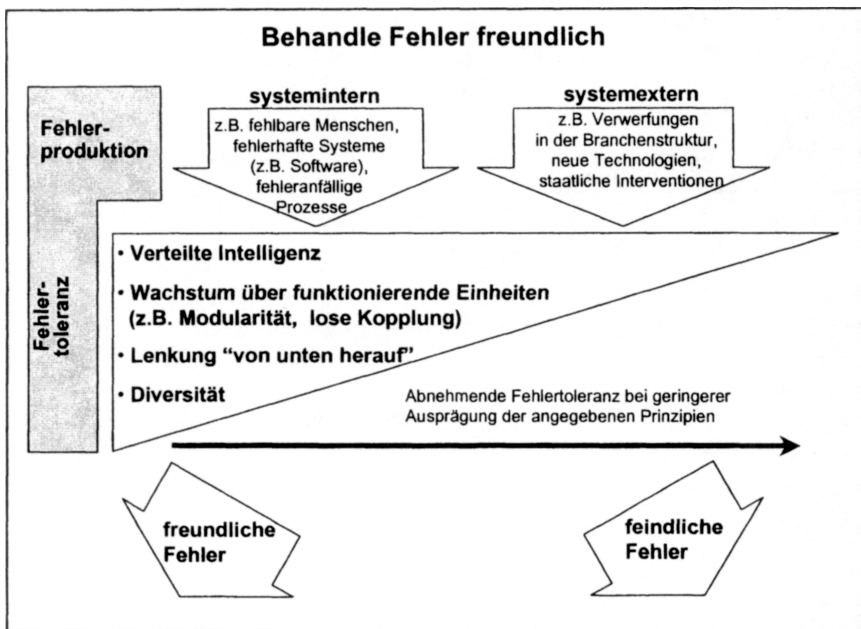 Behandle Fehler freundlich
Fehler-
produktion
systemintern
z.B. fehlbare Menschen,
fehlerhafte Systeme
(z.B. Software),
fehleranfällige
Prozesse
systemextern
z.B. Verwerfungen
in der Branchenstruktur,
neue Technologien,
staatliche Interventionen
Fehler-
toleranz
• Verteilte Intelligenz
• Wachstum über funktionierende Einheiten
(z.B. Modularität, lose Kopplung)
• Lenkung “von unten herauf”
• Diversität
Abnehmende Fehlertoleranz bei geringerer
Ausprägung der angegebenen Prinzipien
freundliche
Fehler
feindliche
Fehler